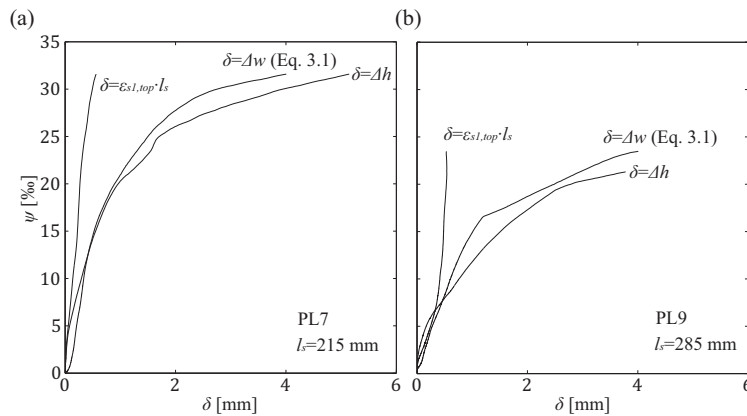 (a)
(b)
35
30
25
20
15
10
5
0
ψ [‰]
δ=Δw (Eq. 3.1)
δ=Δh
δ=εs1,top·ls
PL7
ls=215 mm
0 2 4 6
δ [mm]
δ=εs1,top·ls
δ=Δw (Eq. 3.1)
δ=Δh
PL9
ls=285 mm
0 2 4 6
δ [mm]